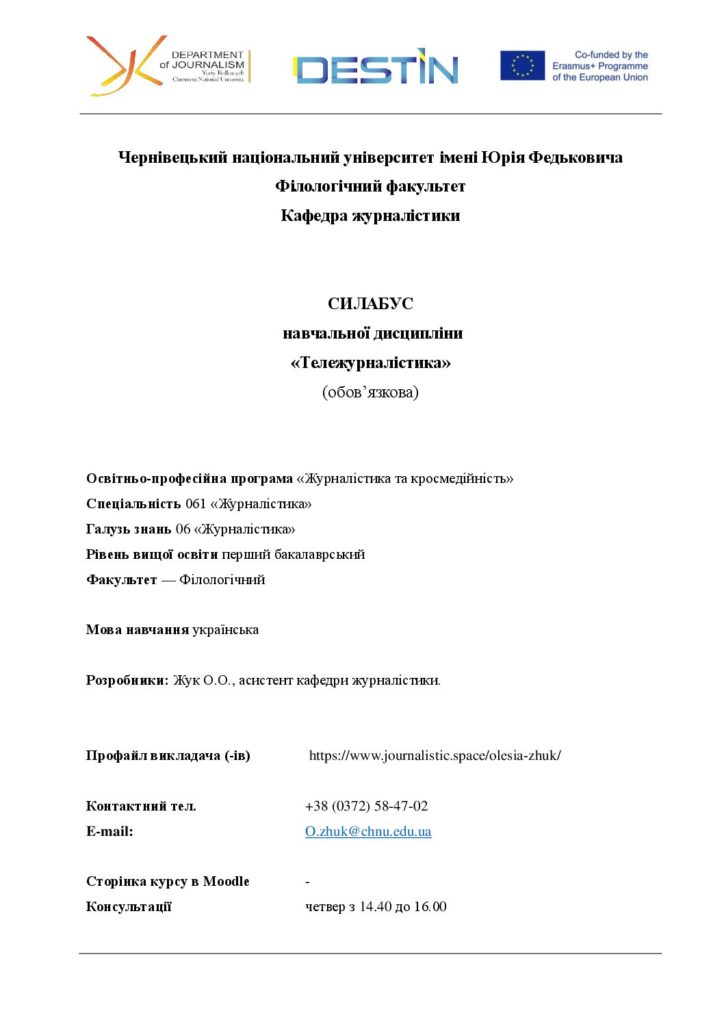 DEPARTMENT
of JOURNALISM
Yuriy Fedkovych
Chernivtsi National University
DESTIN
Co-funded by the
Erasmus+ Programme
of the European Union
Чернівецький національний університет імені Юрія Федьковича
Філологічний факультет
Кафедра журналістики
СИЛАБУС
навчальної дисципліни
«Тележурналістика»
(обов’язкова)
Освітньо-професійна програма «Журналістика та кросмедійність»
Спеціальність 061 «Журналістика»
Галузь знань 06 «Журналістика»
Рівень вищої освіти перший бакалаврський
Факультет — Філологічний
Мова навчання українська
Розробники: Жук О.О., асистент кафедри журналістики.
Профайл викладача (-ів) https://www.journalistic.space/olesia-zhuk/
Контактний тел. +38 (0372) 58-47-02
E-mail: O.zhuk@chnu.edu.ua
Сторінка курсу в Moodle -
Консультації четвер з 14.40 до 16.00